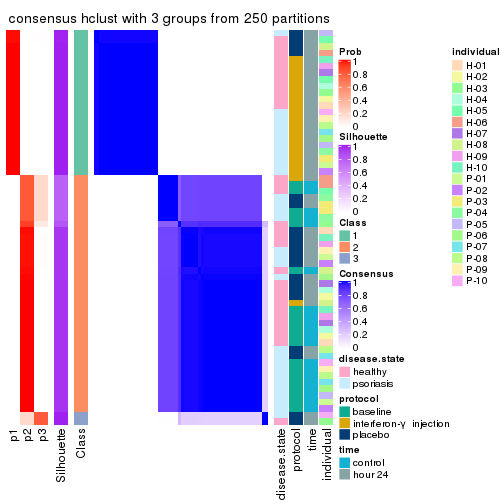 consensus hclust with 3 groups from 250 partitions
Prob
1
0.8
0.6
0.4
0.2
0
Silhouette
1
0.8
0.6
0.4
0.2
0
Class
1
2
3
Consensus
1
0.8
0.6
0.4
0.2
0
disease.state
healthy
psoriasis
protocol
baseline
interferon-γ injection
placebo
time
control
hour 24
individual
H-01
H-02
H-03
H-04
H-05
H-06
H-07
H-08
H-09
H-10
P-01
P-02
P-03
P-04
P-05
P-06
P-07
P-08
P-09
P-10
p1
p2
p3
Silhouette
Class
disease.state
protocol
time
individual